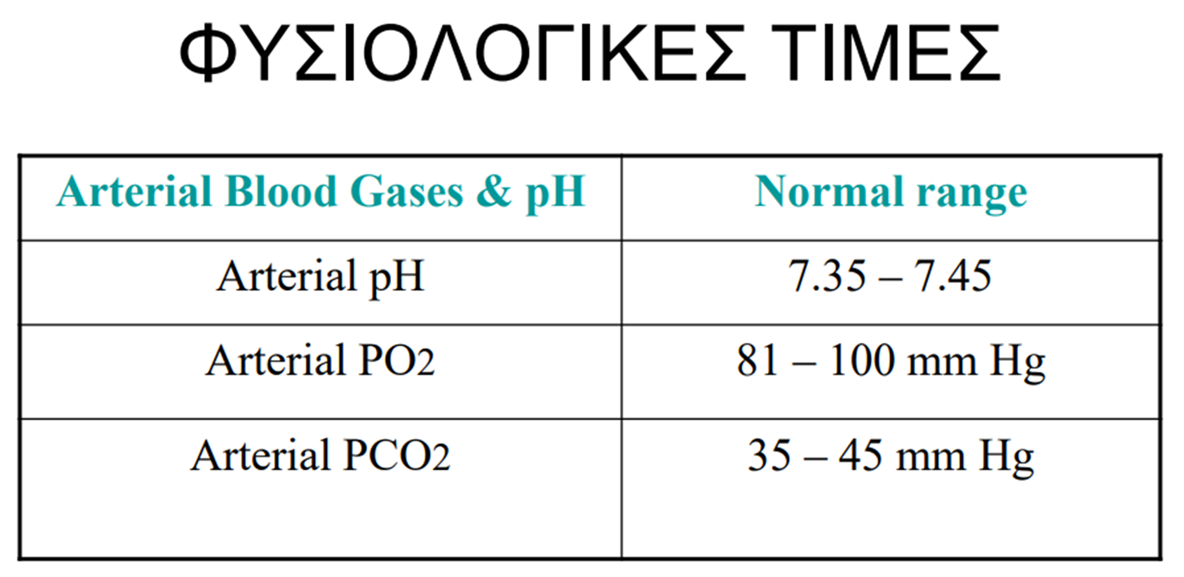 ΦΥΣΙΟΛΟΓΙΚΕΣ ΤΙΜΕΣ
Arterial Blood Gases & pH Normal range
Arterial pH 7.35 – 7.45
Arterial PO2 81 – 100 mm Hg
Arterial PCO2 35 – 45 mm Hg